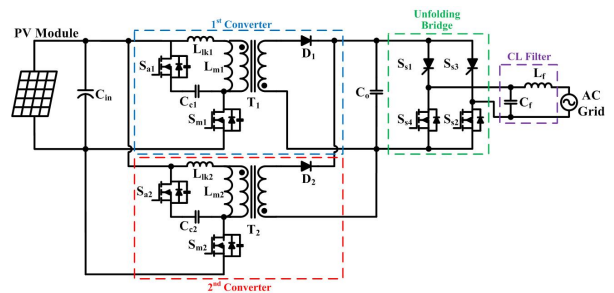 1st Converter
Unfolding
Bridge
PV Module
Llk1
D1
Sa1
Lm1
Ss1
Ss3
CL Filter
Lf
Cin
Cc1
T1
Co
Cf
AC
Grid
Sm1
Ss4
Ss2
Llk2
D2
Sa2
Lm2
Cc2
T2
Sm2
2nd Converter